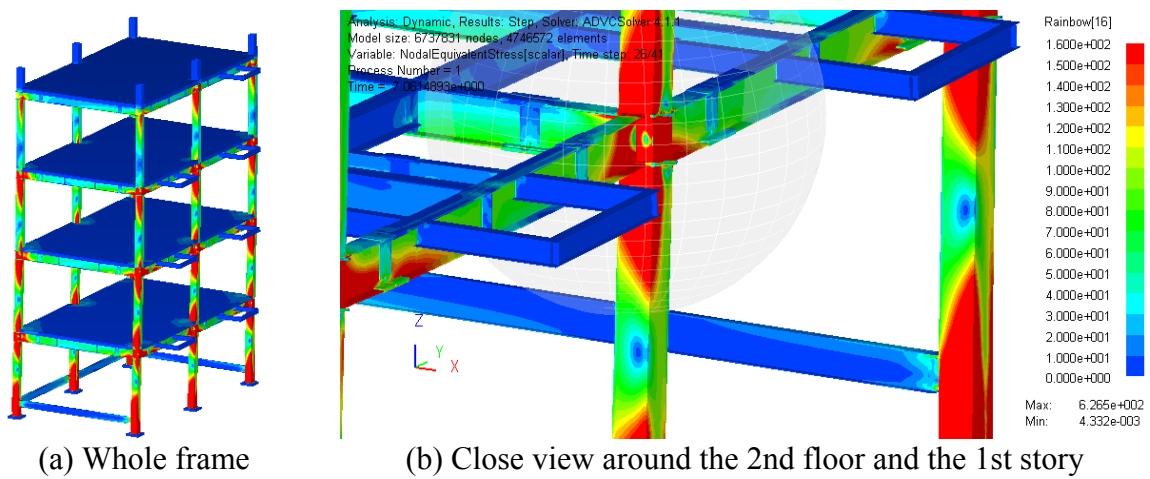 Analysis: Dynamic, Results: Step, Solver: ADVCSolver 4.1.1
Model size: 6737831 nodes, 4746572 elements
Variable: NodalEquivalentStress[scalar], Time step: 26/41
Process Number = 1
Time = 7.0614893e+000
Rainbow[16]
1.600e+002
1.500e+002
1.400e+002
1.300e+002
1.200e+002
1.100e+002
1.000e+002
9.000e+001
8.000e+001
7.000e+001
6.000e+001
5.000e+001
4.000e+001
3.000e+001
2.000e+001
1.000e+001
0.000e+000
Max: 6.265e+002
Min: 4.332e-003
Z
Y
X
(a) Whole frame
(b) Close view around the 2nd floor and the 1st story